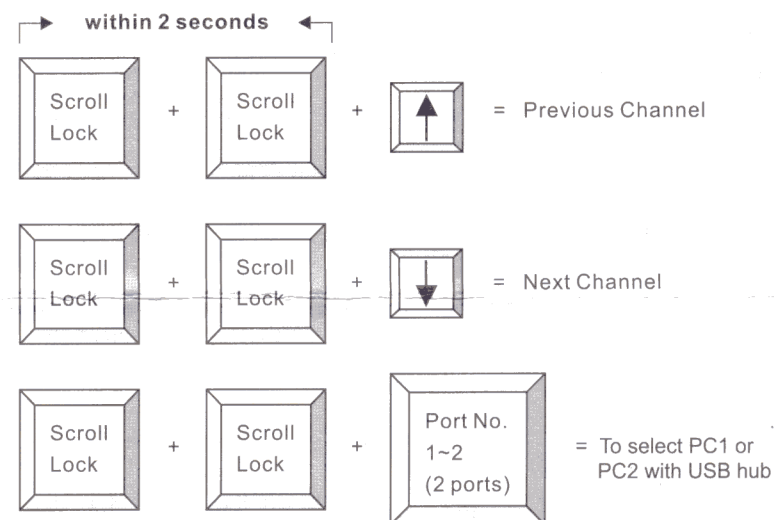 within 2 seconds
Scroll Lock + Scroll Lock + ↑ = Previous Channel
Scroll Lock + Scroll Lock + ↓ = Next Channel
Scroll Lock + Scroll Lock + Port No. 1~2 (2 ports) = To select PC1 or PC2 with USB hub